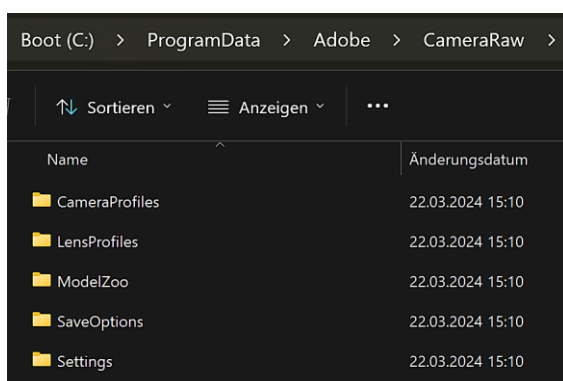 Boot (C:) > ProgramData > Adobe > CameraRaw >
Sortieren Anzeigen ...
Name Änderungsdatum
CameraProfiles 22.03.2024 15:10
LensProfiles 22.03.2024 15:10
ModelZoo 22.03.2024 15:10
SaveOptions 22.03.2024 15:10
Settings 22.03.2024 15:10